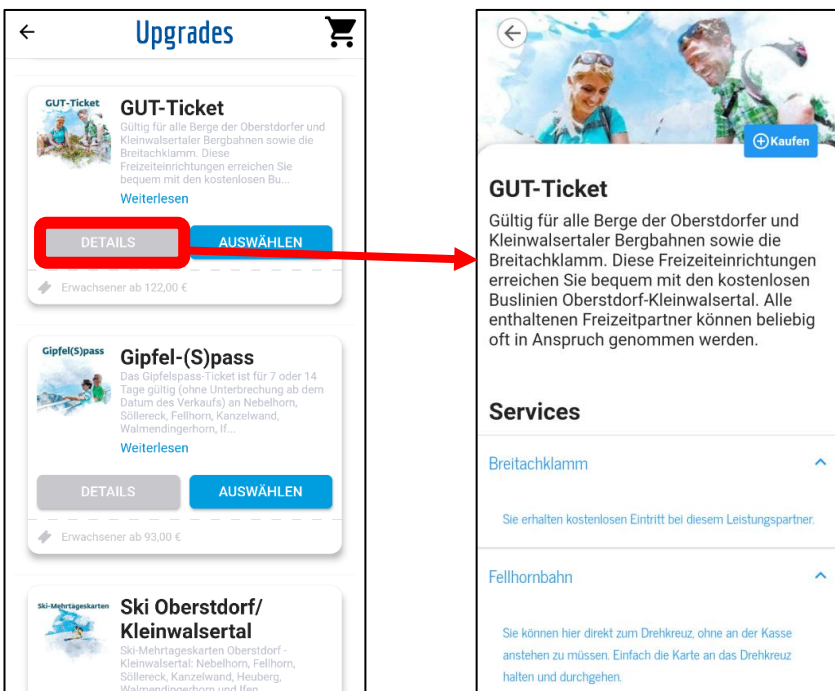 Upgrades
GUT-Ticket
GUT-Ticket
Gültig für alle Berge der Oberstdorfer und
Kleinwalsertaler Bergbahnen sowie die
Breitachklamm. Diese
Freizeiteinrichtungen erreichen Sie
bequem mit den kostenlosen Bu...
Weiterlesen
DETAILS
AUSWÄHLEN
Erwachsener ab 122,00 €
Gipfel(S)pass
Gipfel-(S)pass
Das Gipfelspass-Ticket ist für 7 oder 14
Tage gültig (ohne Unterbrechung ab dem
Datum des Verkaufs) an Nebelhorn,
Söllereck, Fellhorn, Kanzelwand,
Walmendingerhorn, If...
Weiterlesen
DETAILS
AUSWÄHLEN
Erwachsener ab 93,00 €
Ski-Mehrtageskarten
Ski Oberstdorf/
Kleinwalsertal
Ski-Mehrtageskarten Oberstdorf -
Kleinwalsertal: Nebelhorn, Fellhorn,
Söllereck, Kanzelwand, Heuberg,
Walmendingerhorn und Ifen
Kaufen
GUT-Ticket
Gültig für alle Berge der Oberstdorfer und
Kleinwalsertaler Bergbahnen sowie die
Breitachklamm. Diese Freizeiteinrichtungen
erreichen Sie bequem mit den kostenlosen
Buslinien Oberstdorf-Kleinwalsertal. Alle
enthaltenen Freizeitpartner können beliebig
oft in Anspruch genommen werden.
Services
Breitachklamm
Sie erhalten kostenlosen Eintritt bei diesem Leistungspartner.
Fellhornbahn
Sie können hier direkt zum Drehkreuz, ohne an der Kasse
anstehen zu müssen. Einfach die Karte an das Drehkreuz
halten und durchgehen.